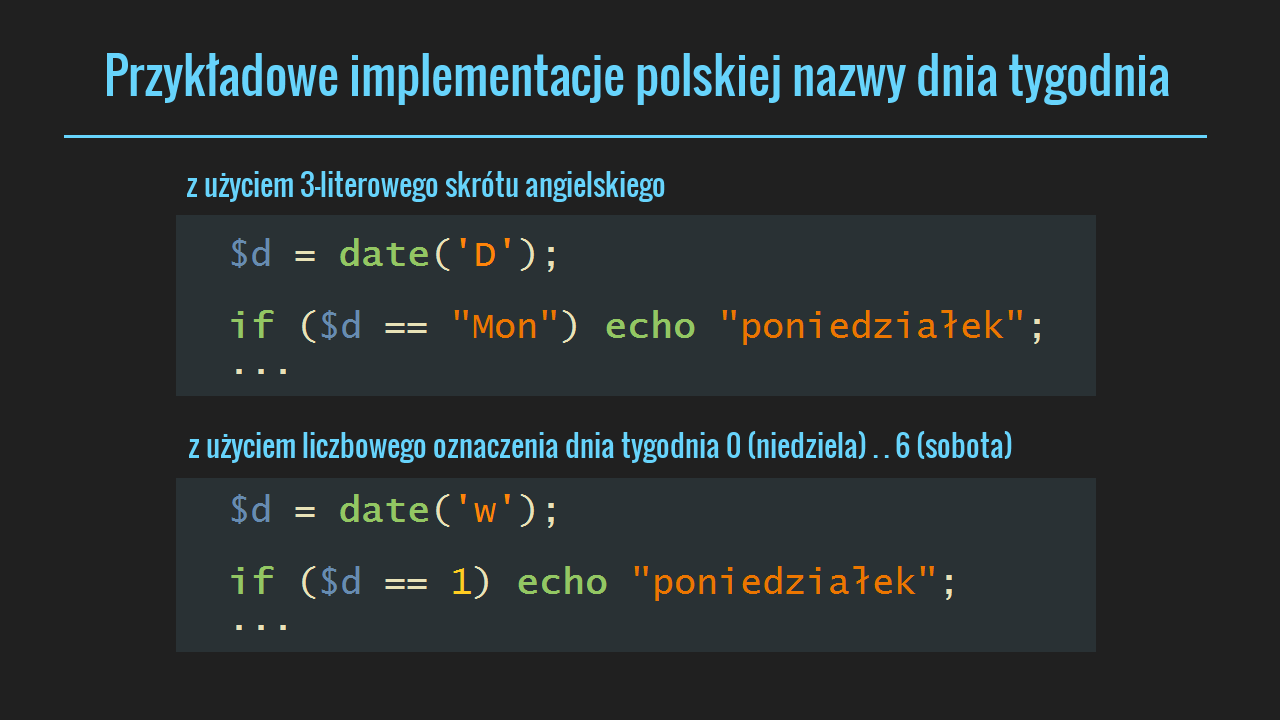 Przykładowe implementacje polskiej nazwy dnia tygodnia
z użyciem 3-literowego skrótu angielskiego
$d = date('D');
if ($d == "Mon") echo "poniedziałek";
...
z użyciem liczbowego oznaczenia dnia tygodnia 0 (niedziela) . . 6 (sobota)
$d = date('w');
if ($d == 1) echo "poniedziałek";
...